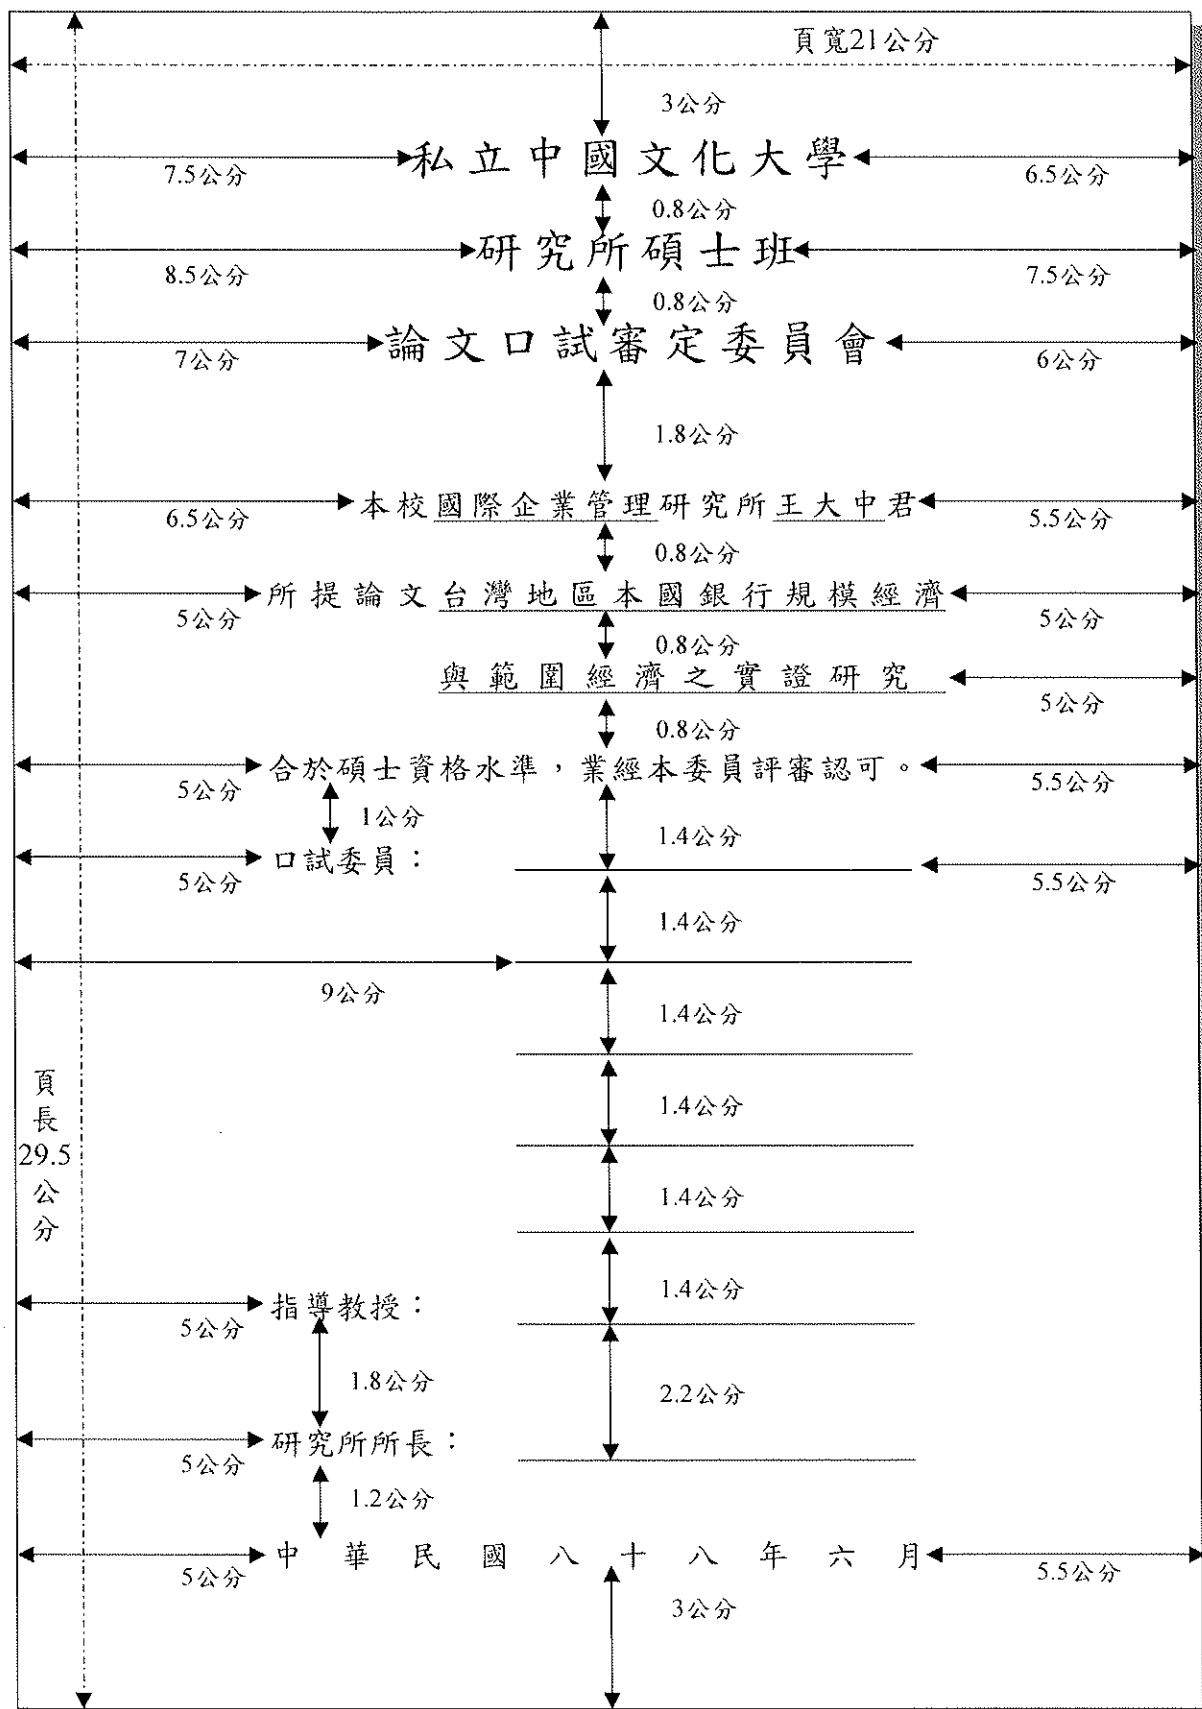 頁寬21公分
3公分
7.5公分 私立中國文化大學 6.5公分
0.8公分
8.5公分 研究所碩士班 7.5公分
0.8公分
7公分 論文口試審定委員會 6公分
1.8公分
6.5公分 本校國際企業管理研究所王大中君 5.5公分
0.8公分
5公分 所提論文台灣地區本國銀行規模經濟 5公分
0.8公分
與範圍經濟之實證研究 5公分
0.8公分
5公分 合於碩士資格水準，業經本委員評審認可。 5.5公分
1公分 1.4公分
5公分 口試委員： 5.5公分
1.4公分
9公分
1.4公分
頁長29.5公分
1.4公分
1.4公分
1.4公分
5公分 指導教授：
1.8公分 2.2公分
5公分 研究所所長：
1.2公分
5公分 中華民國八十八年六月 5.5公分
3公分